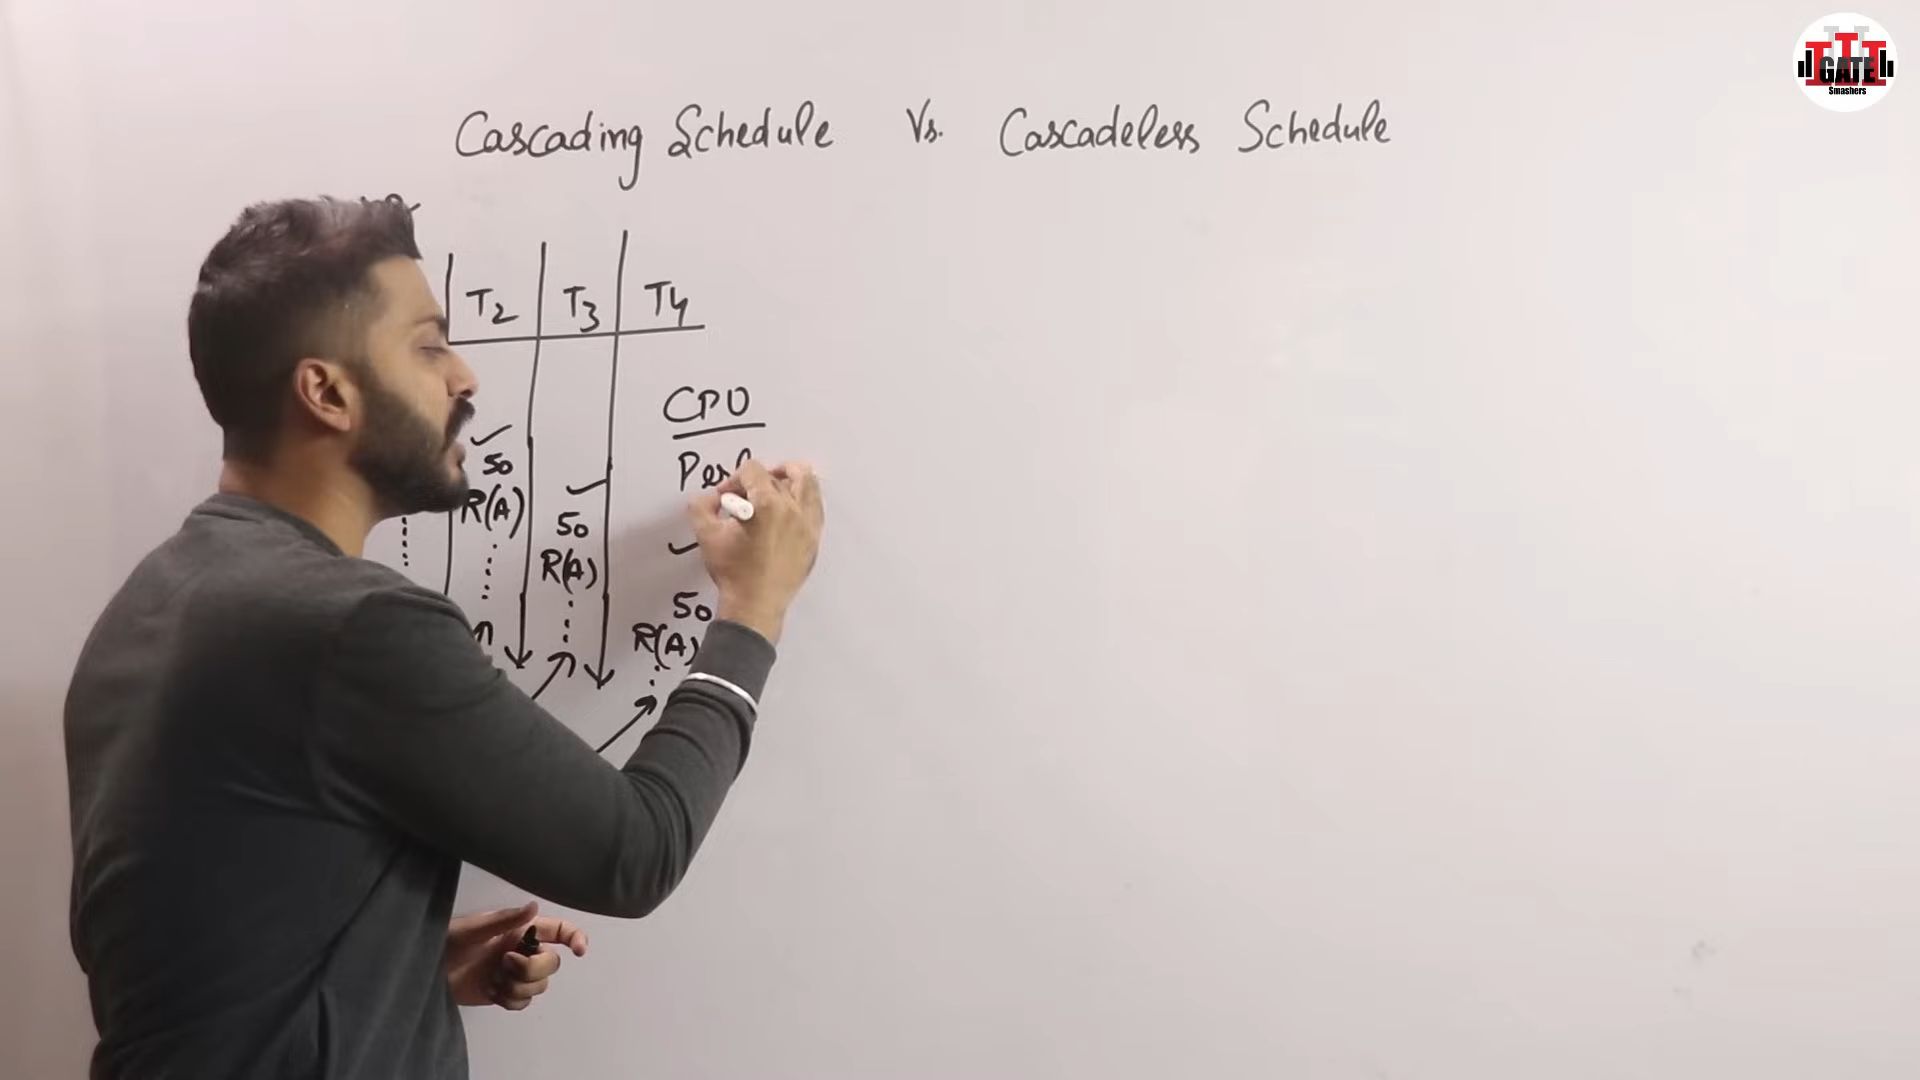 Cascading Schedule Vs. Cascadeless Schedule
T2 T3 T4
CPU
50
R(A)
50
R(A)
50
R(A)
GATE
Smashers